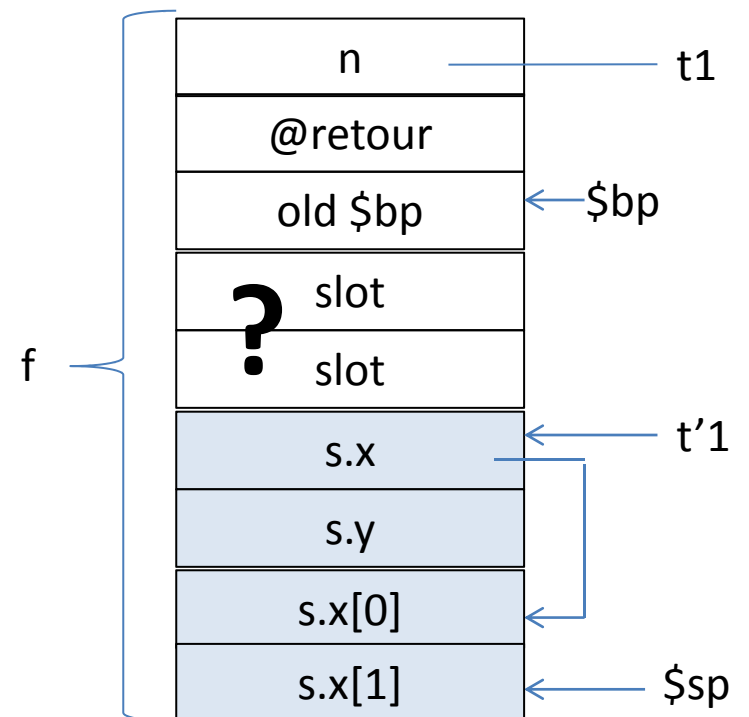 n
t1
@retour
old $bp
$bp
slot
?
slot
f
s.x
t’1
s.y
s.x[0]
s.x[1]
$sp